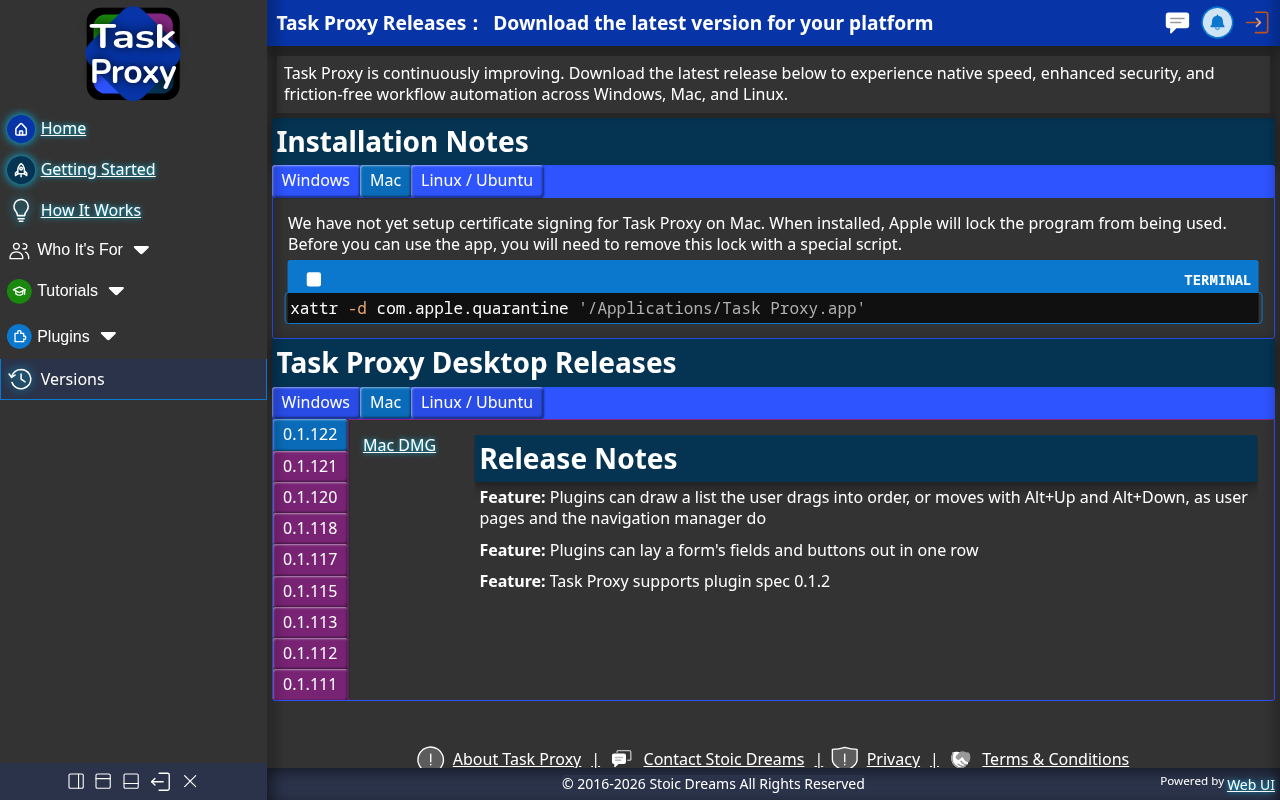 Task
Proxy
Home
Getting Started
How It Works
Who It's For
Tutorials
Plugins
Versions
Task Proxy Releases : Download the latest version for your platform
Task Proxy is continuously improving. Download the latest release below to experience native speed, enhanced security, and
friction-free workflow automation across Windows, Mac, and Linux.
Installation Notes
Windows Mac Linux / Ubuntu
We have not yet setup certificate signing for Task Proxy on Mac. When installed, Apple will lock the program from being used.
Before you can use the app, you will need to remove this lock with a special script.
TERMINAL
xattr -d com.apple.quarantine '/Applications/Task Proxy.app'
Task Proxy Desktop Releases
Windows Mac Linux / Ubuntu
0.1.122
0.1.121
0.1.120
0.1.118
0.1.117
0.1.115
0.1.113
0.1.112
0.1.111
Mac DMG
Release Notes
Feature: Plugins can draw a list the user drags into order, or moves with Alt+Up and Alt+Down, as user
pages and the navigation manager do
Feature: Plugins can lay a form's fields and buttons out in one row
Feature: Task Proxy supports plugin spec 0.1.2
About Task Proxy | Contact Stoic Dreams | Privacy | Terms & Conditions
© 2016-2026 Stoic Dreams All Rights Reserved
Powered by Web UI